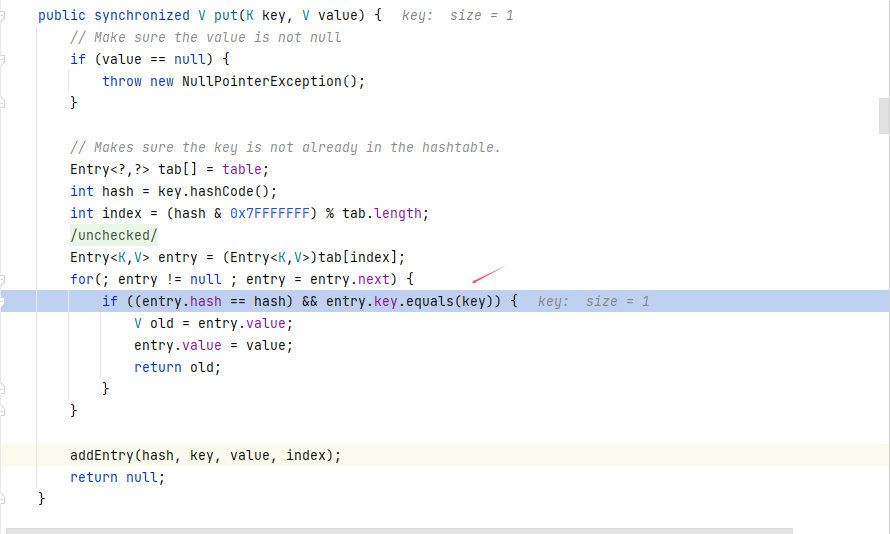 public synchronized V put(K key, V value) {  key:  size = 1
    // Make sure the value is not null
    if (value == null) {
        throw new NullPointerException();
    }

    // Makes sure the key is not already in the hashtable.
    Entry<?,?> tab[] = table;
    int hash = key.hashCode();
    int index = (hash & 0x7FFFFFFF) % tab.length;
    /unchecked/
    Entry<K,V> entry = (Entry<K,V>)tab[index];
    for(; entry != null ; entry = entry.next) {
        if ((entry.hash == hash) && entry.key.equals(key)) {  key:  size = 1
            V old = entry.value;
            entry.value = value;
            return old;
        }
    }

    addEntry(hash, key, value, index);
    return null;
}